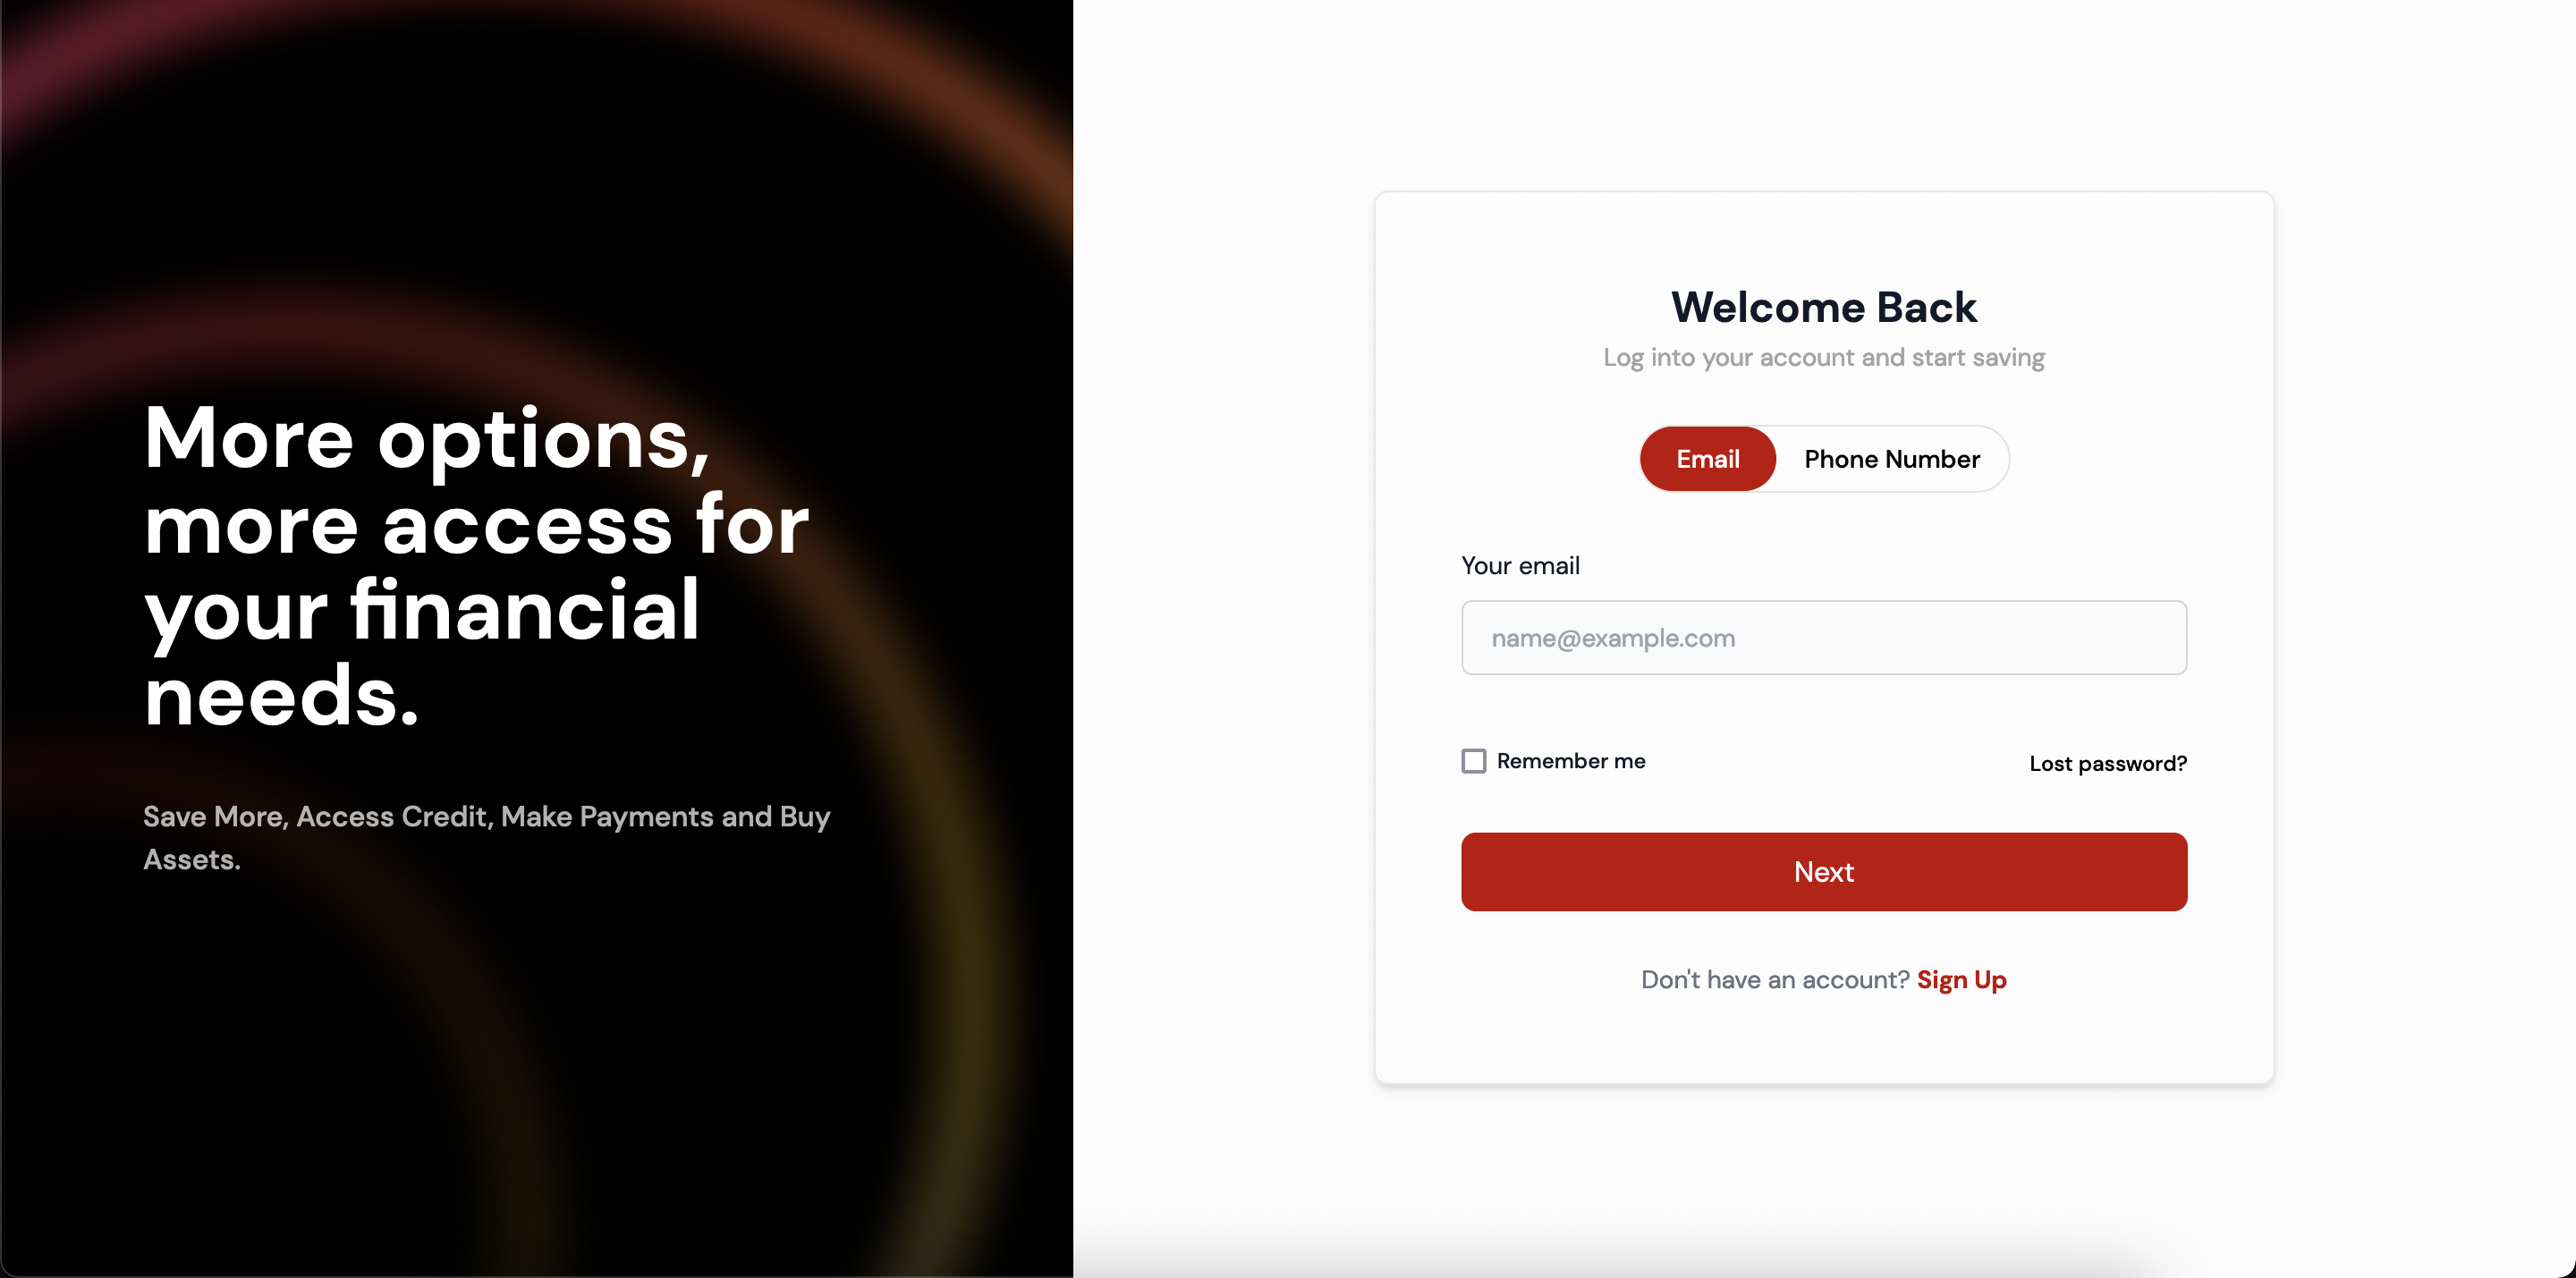 More options,
more access for
your financial
needs.
Save More, Access Credit, Make Payments and Buy
Assets.
Welcome Back
Log into your account and start saving
Email
Phone Number
Your email
name@example.com
Remember me
Lost password?
Next
Don't have an account? Sign Up